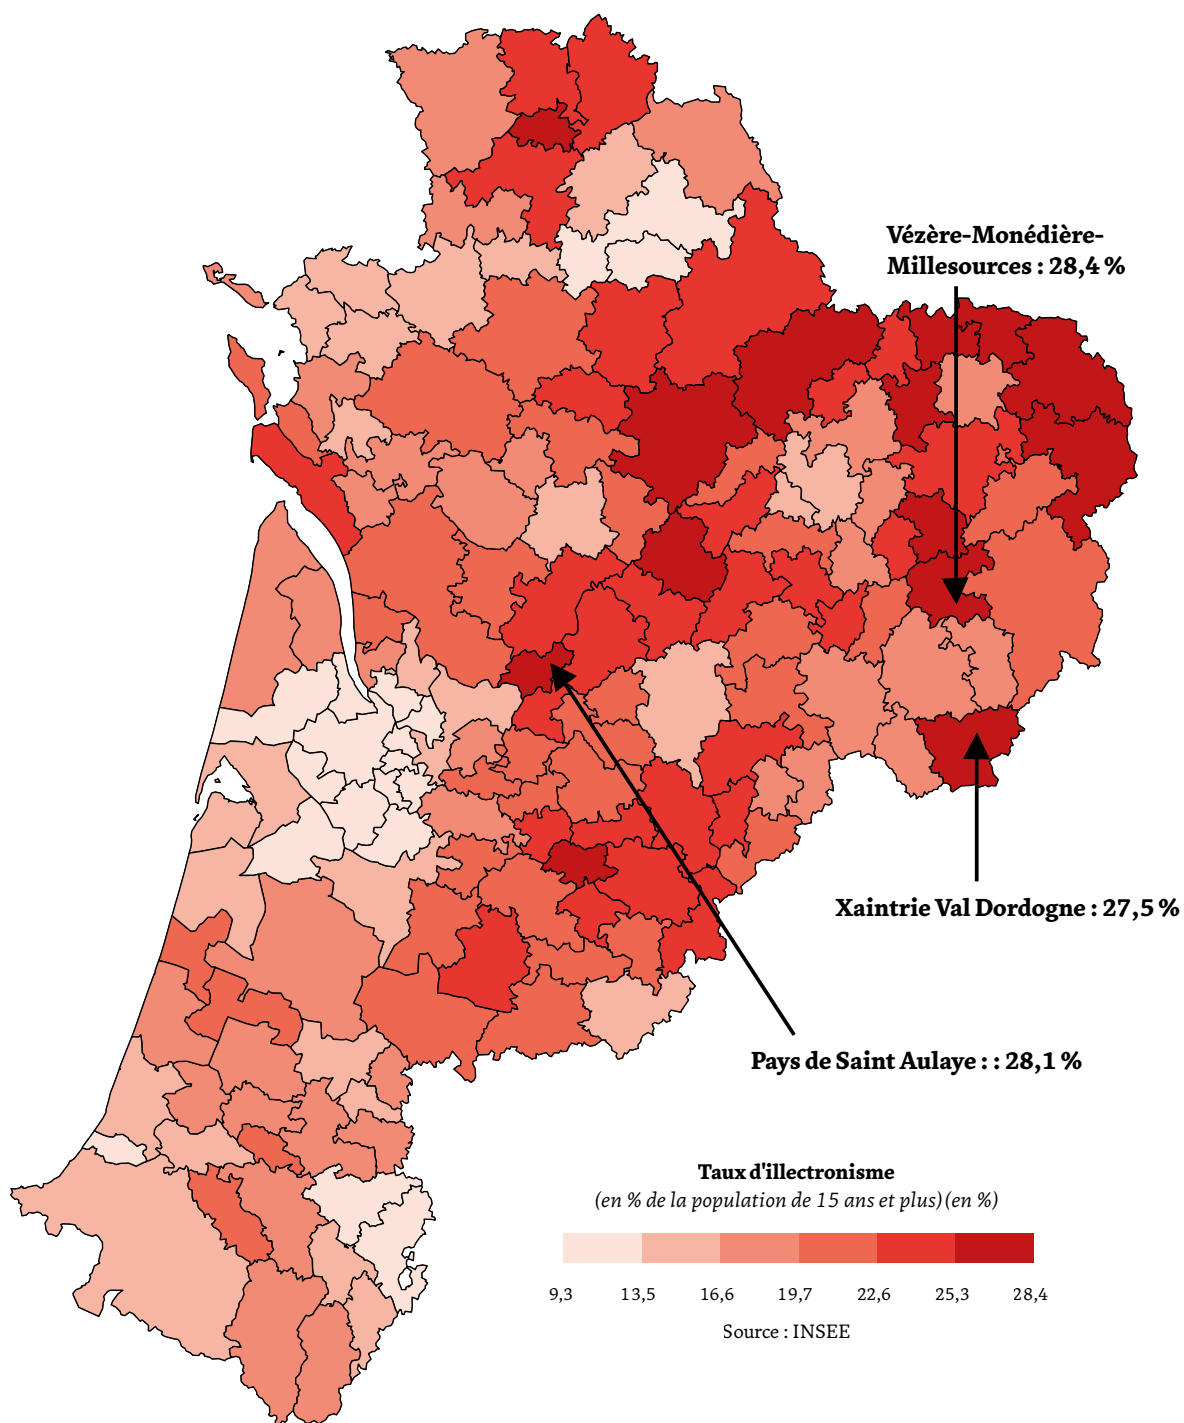 Vézère-Monédière-
Millesources : 28,4 %
Xaintrie Val Dordogne : 27,5 %
Pays de Saint Aulaye : : 28,1 %
Taux d'illectronisme
(en % de la population de 15 ans et plus) (en %)
9,3 13,5 16,6 19,7 22,6 25,3 28,4
Source : INSEE